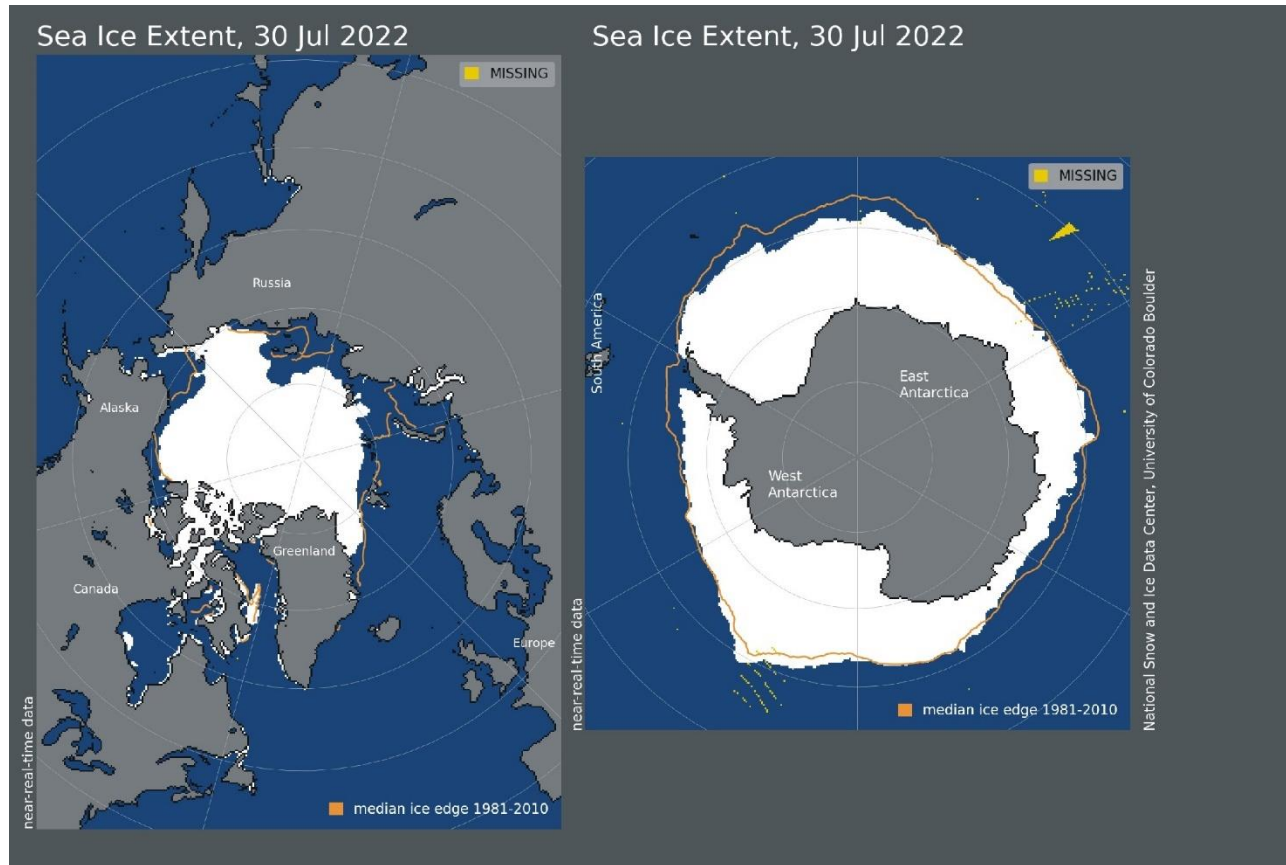 Sea Ice Extent, 30 Jul 2022
MISSING
Russia
Alaska
Greenland
Canada
Europe
near-real-time data
median ice edge 1981-2010
Sea Ice Extent, 30 Jul 2022
MISSING
South America
East
Antarctica
West
Antarctica
near-real-time data
median ice edge 1981-2010
National Snow and Ice Data Center, University of Colorado Boulder